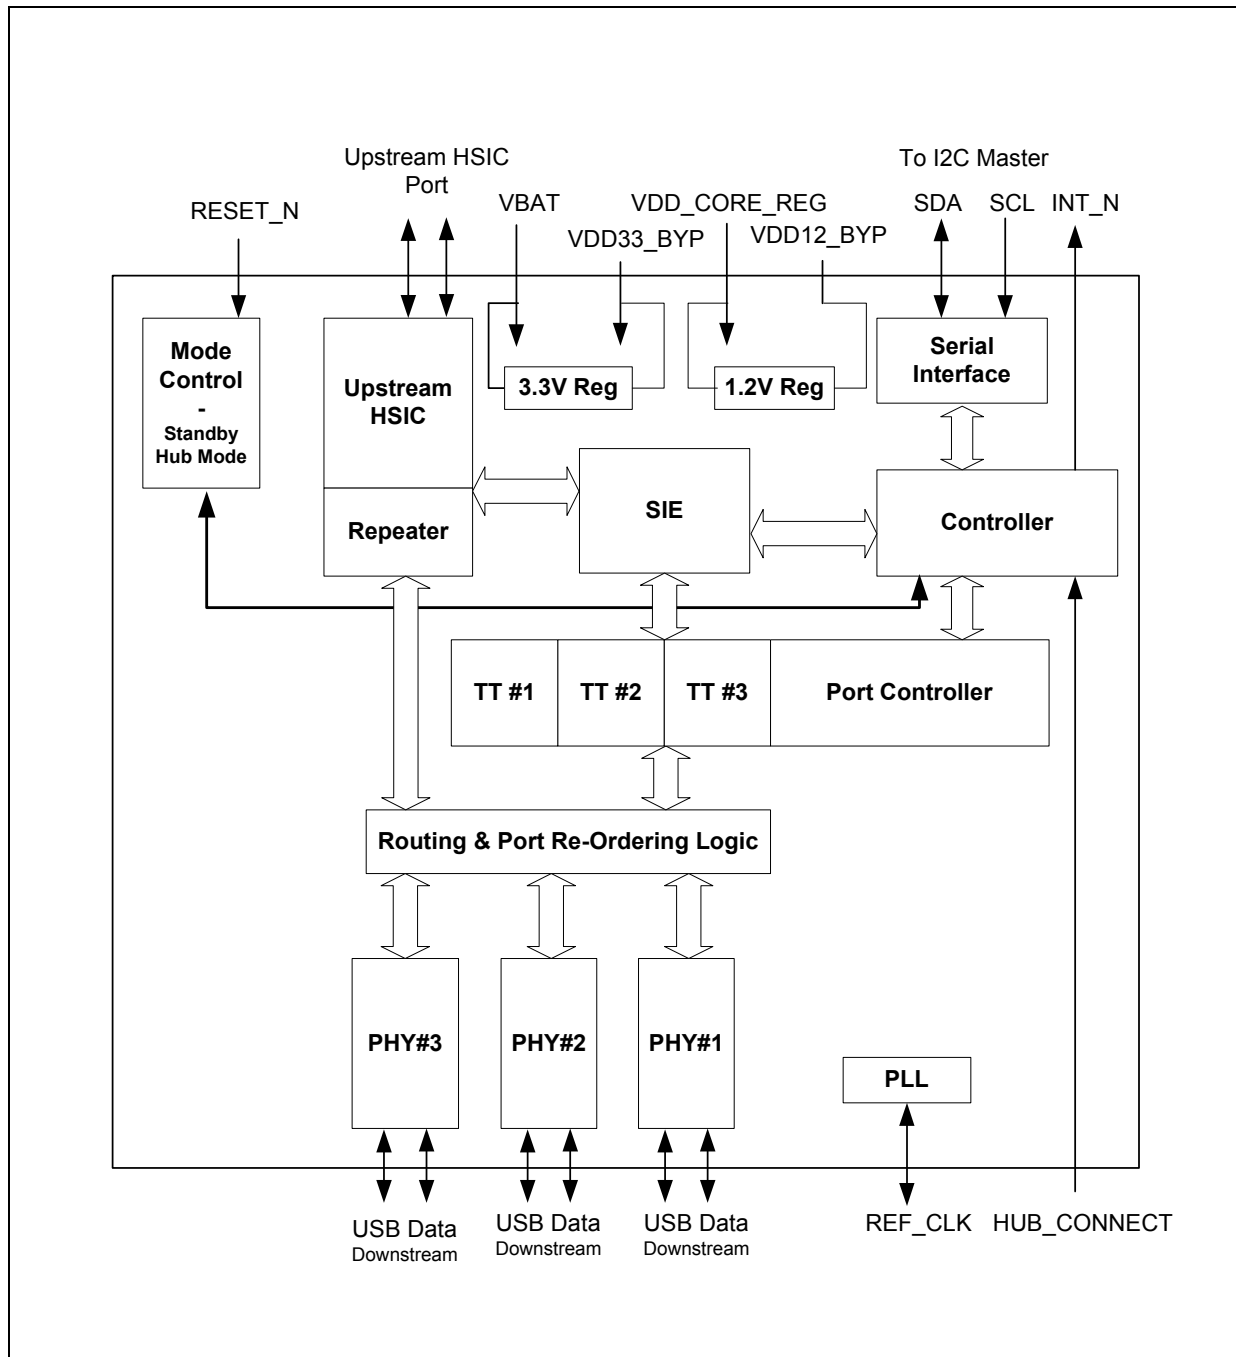 Upstream HSIC
Port
To I2C Master
RESET_N
VBAT
VDD_CORE_REG
SDA
SCL
INT_N
VDD33_BYP
VDD12_BYP
Mode
Control
-
Standby
Hub Mode
Upstream
HSIC
3.3V Reg
1.2V Reg
Serial
Interface
Repeater
SIE
Controller
TT #1
TT #2
TT #3
Port Controller
Routing & Port Re-Ordering Logic
PHY#3
PHY#2
PHY#1
PLL
USB Data
Downstream
USB Data
Downstream
USB Data
Downstream
REF_CLK
HUB_CONNECT